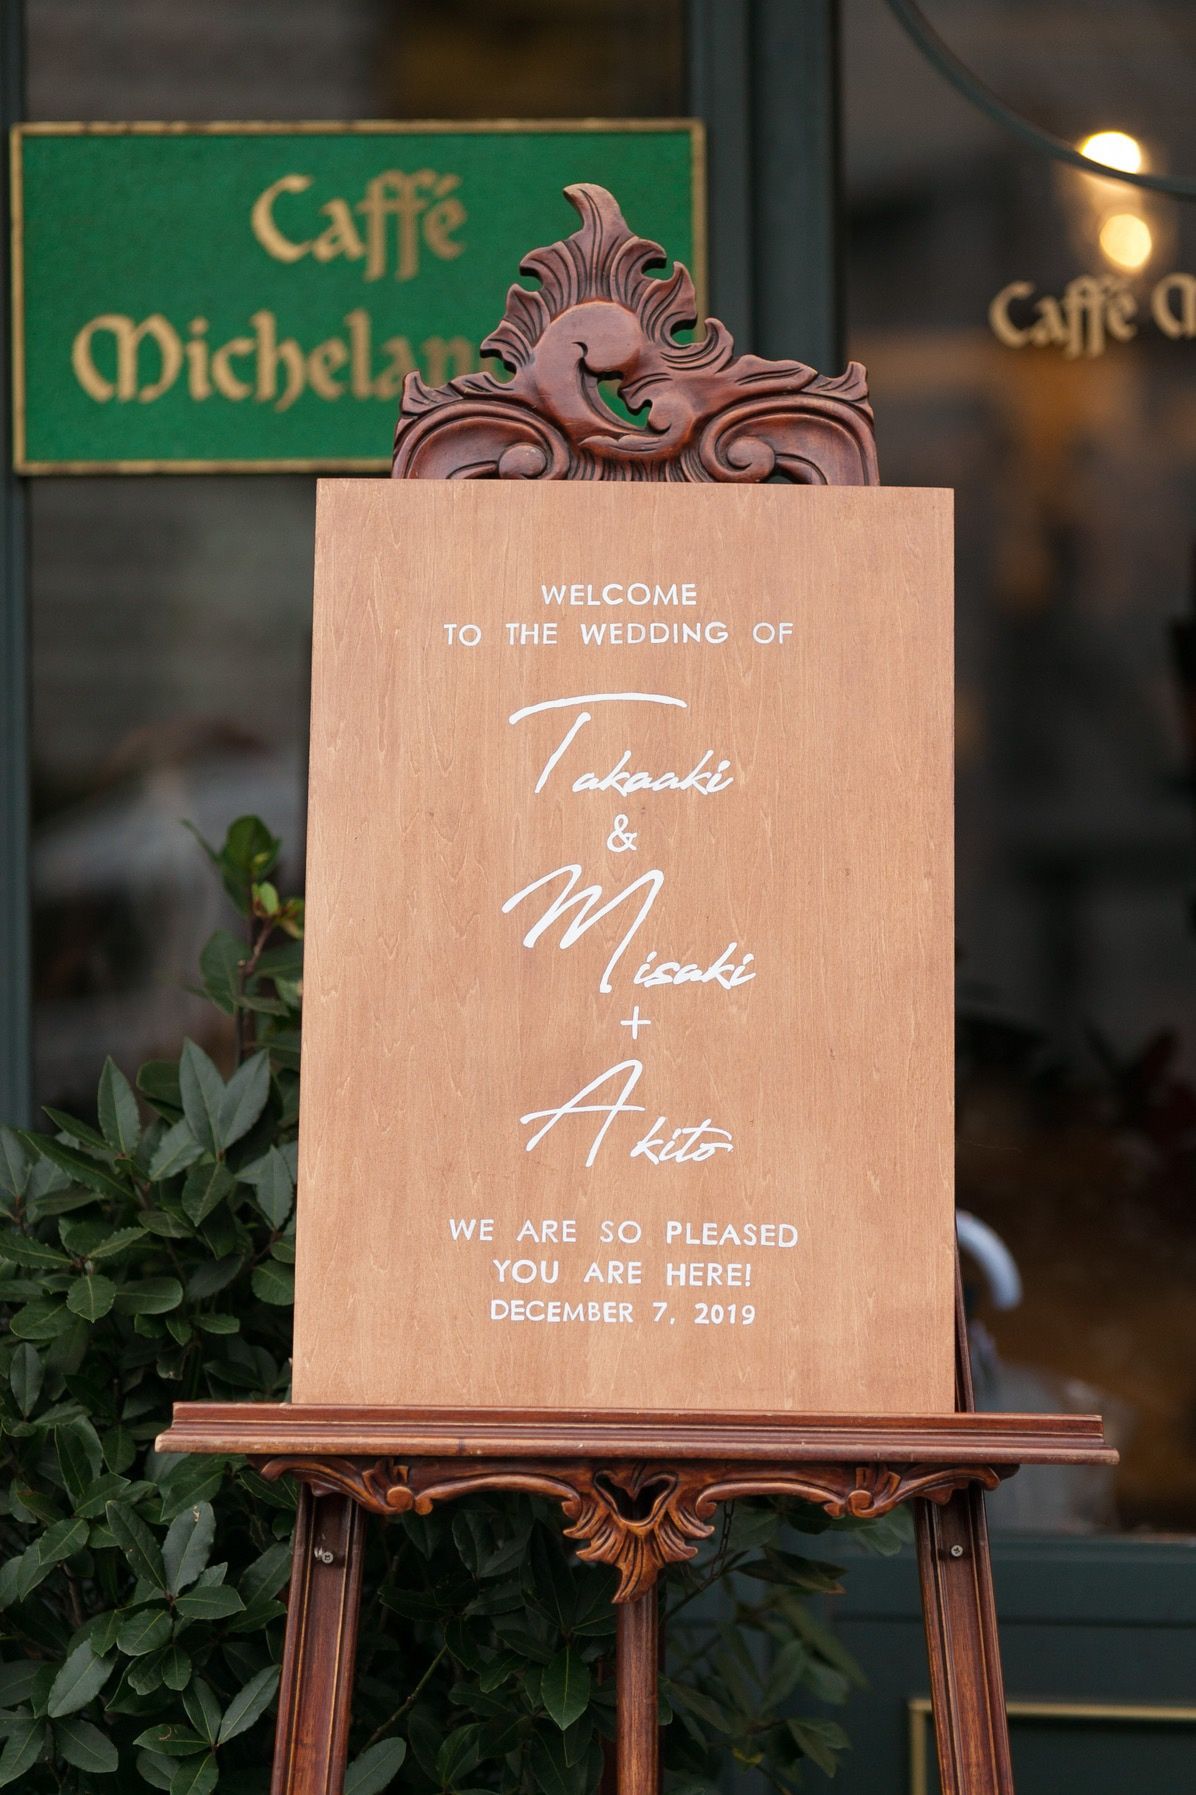 Caffé
Caffé
WELCOME
TO THE WEDDING OF
Takaaki
&
Misaki
+
Akito
WE ARE SO PLEASED
YOU ARE HERE!
DECEMBER 7, 2019